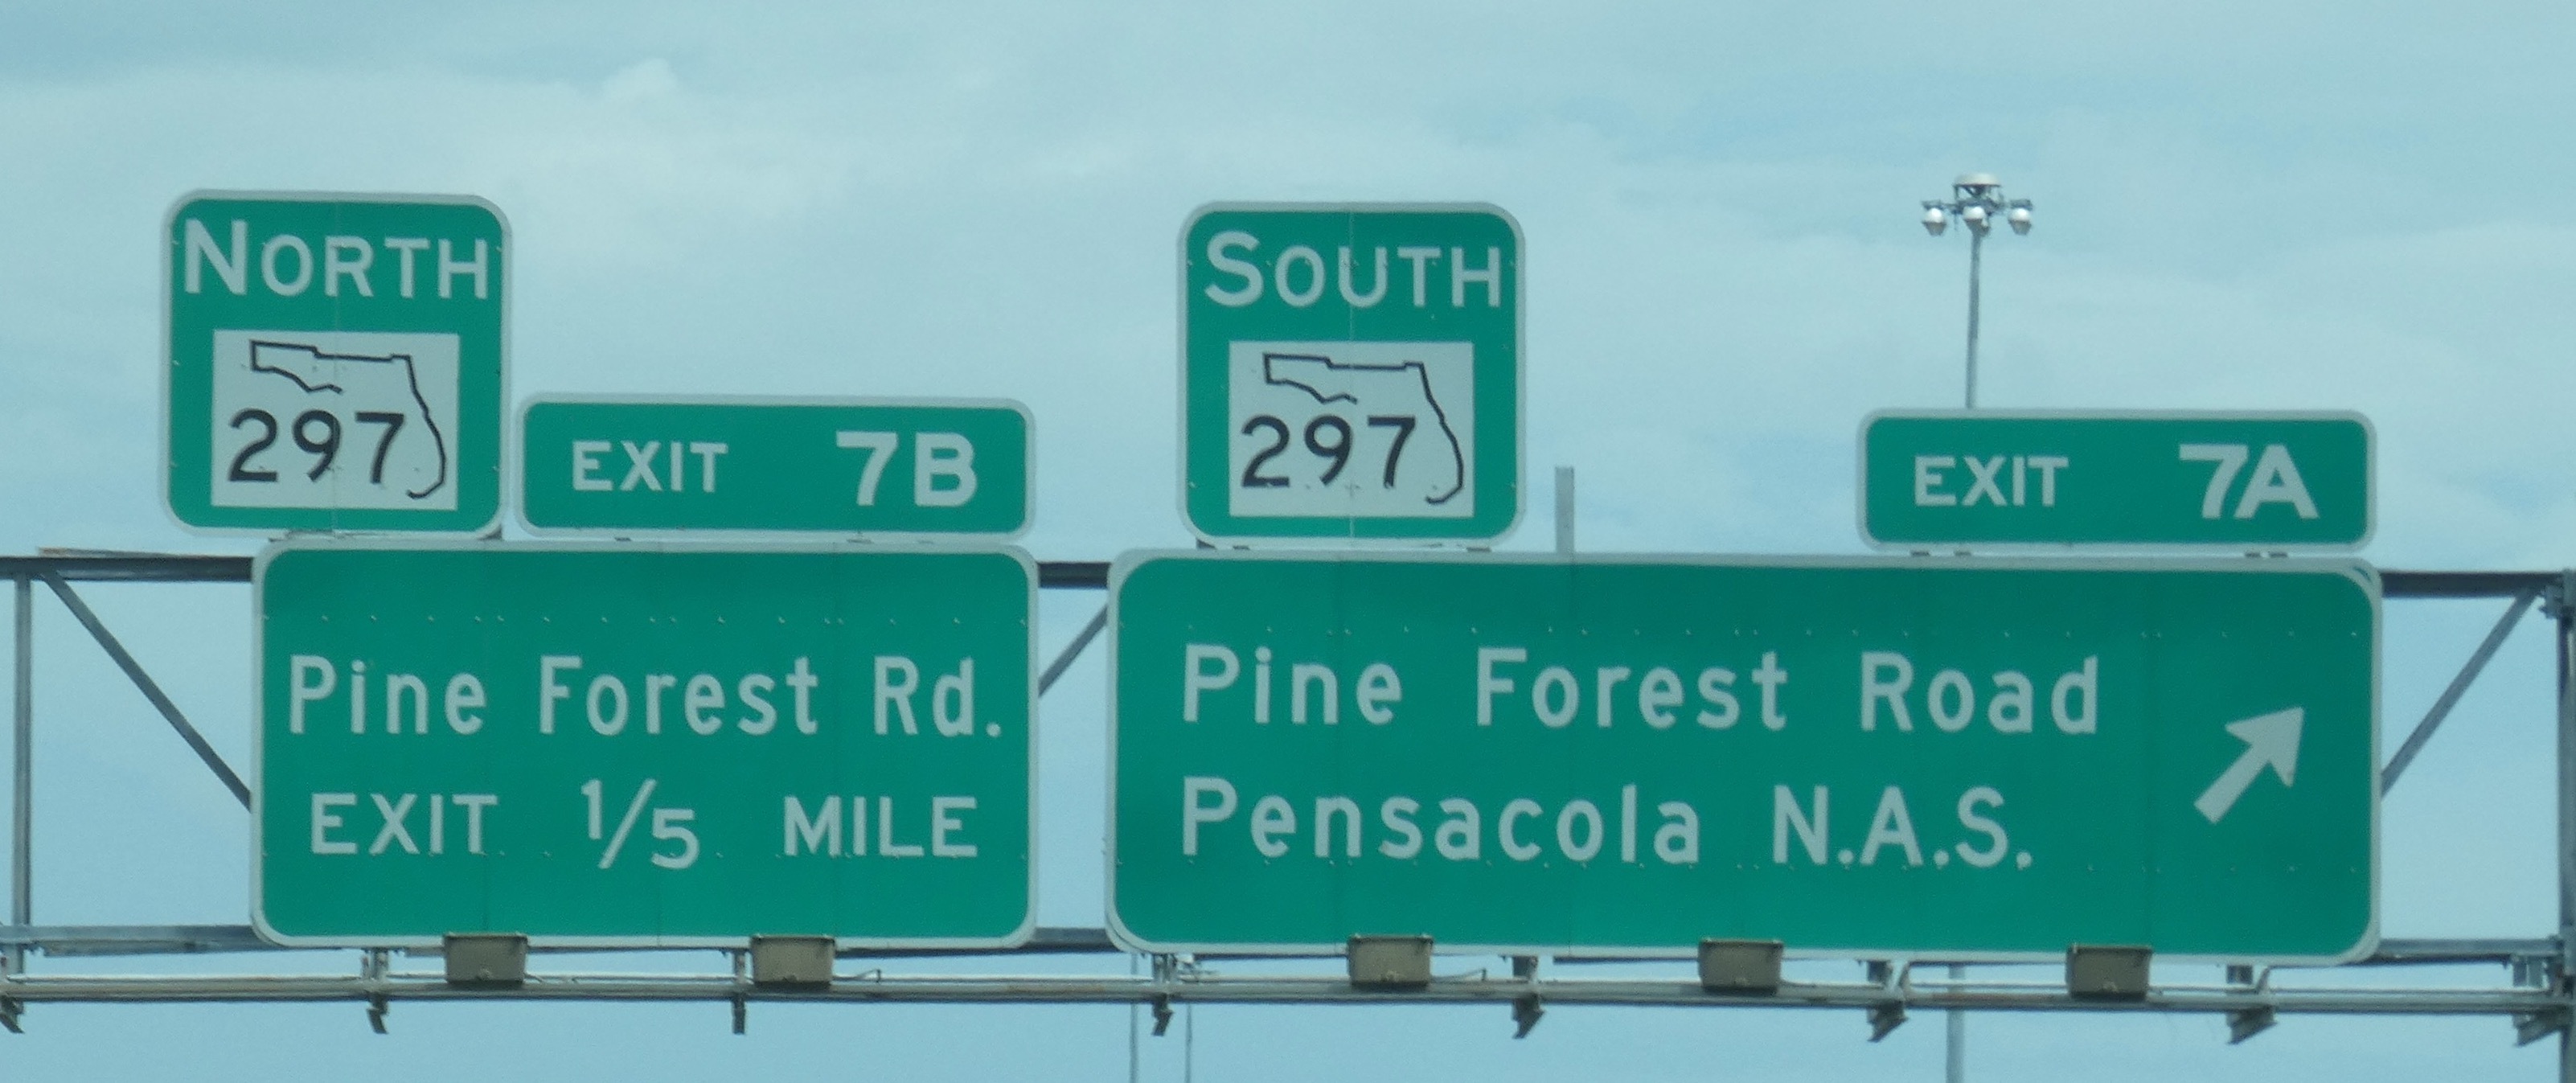 NORTH
297
EXIT 7B
Pine Forest Rd.
EXIT 1/5 MILE
SOUTH
297
EXIT 7A
Pine Forest Road
Pensacola N.A.S.